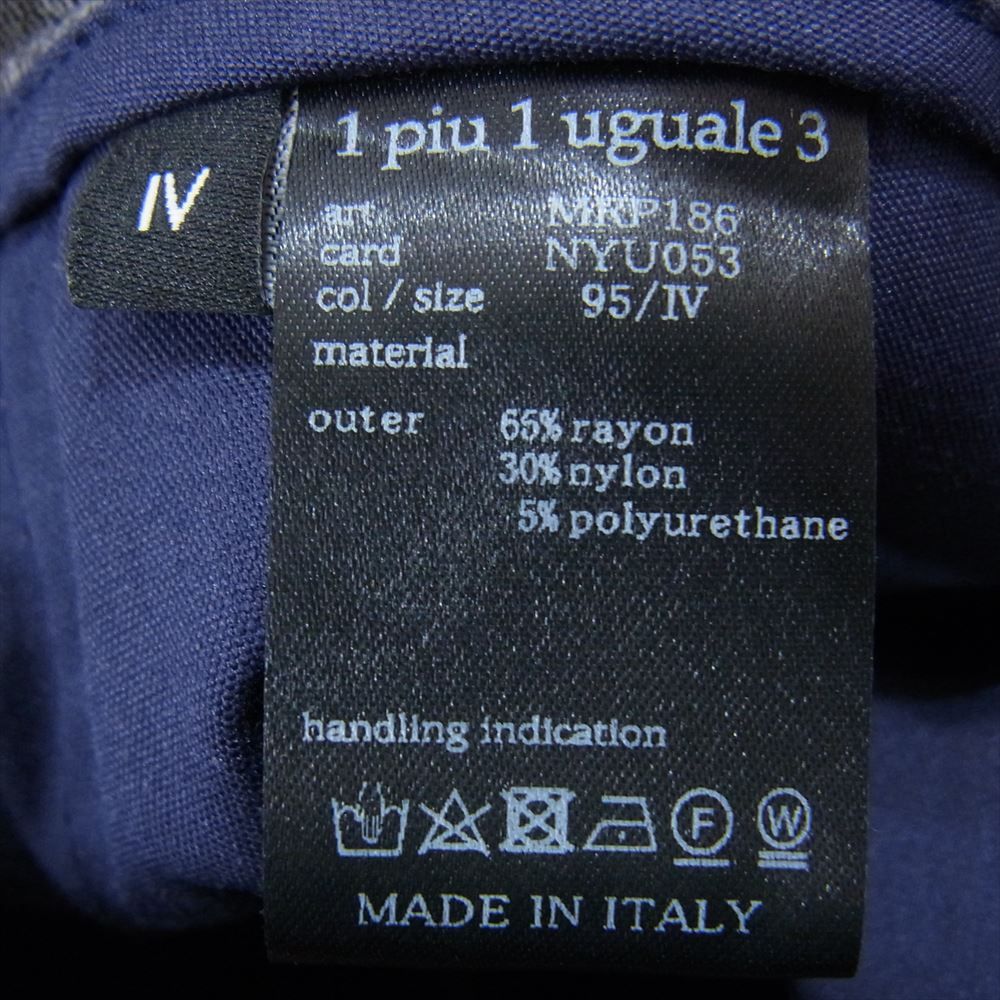 1 piu 1 uguale 3
IV
art MRP186
card NYU053
col / size 95/IV
material
outer 65% rayon
30% nylon
5% polyurethane
handling indication
F W
MADE IN ITALY